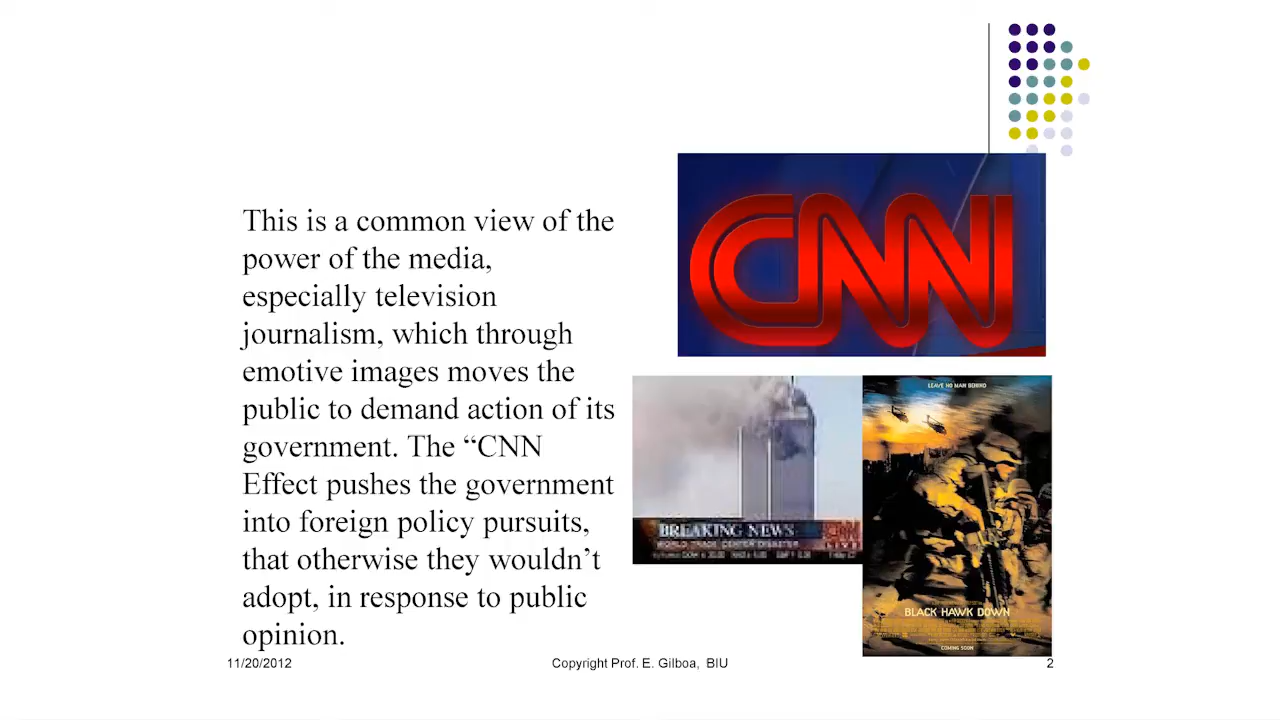 This is a common view of the
power of the media,
especially television
journalism, which through
emotive images moves the
public to demand action of its
government. The “CNN
Effect pushes the government
into foreign policy pursuits,
that otherwise they wouldn’t
adopt, in response to public
opinion.
CNN
BREAKING NEWS
WORLD TRADE CENTER DISASTER
LEAVE NO MAN BEHIND
BLACK HAWK DOWN
COMING SOON
11/20/2012
Copyright Prof. E. Gilboa, BIU
2